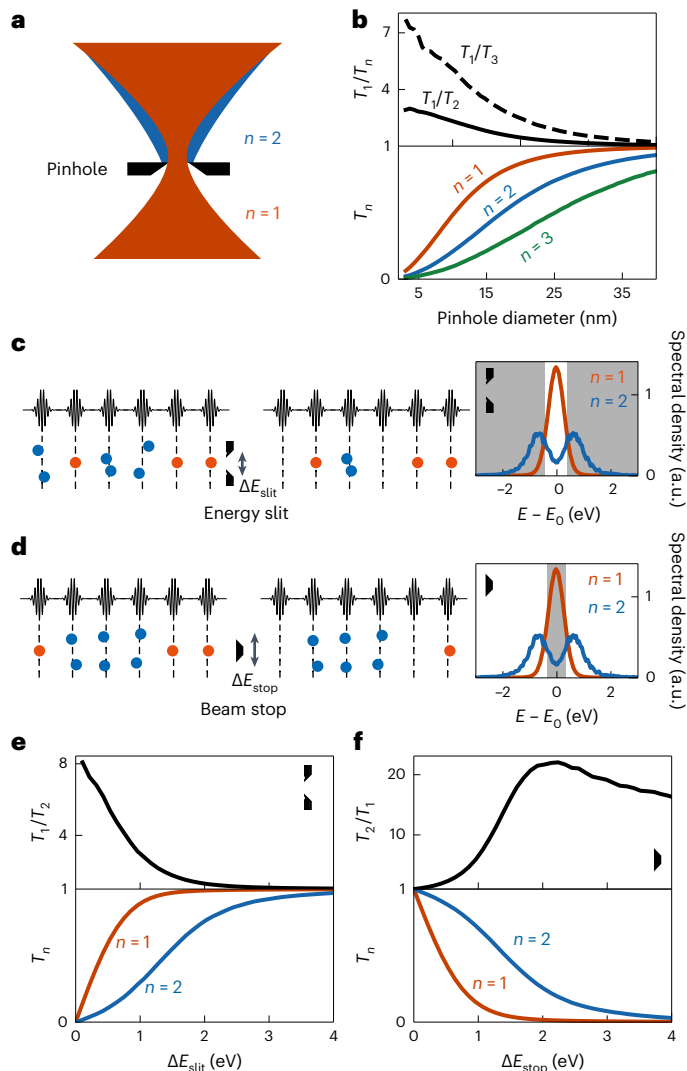 a
n = 2
Pinhole
n = 1
b
7
4
1
0
T1/Tn
T1/T3
T1/T2
Tn
n = 1
n = 2
n = 3
5 15 25 35
Pinhole diameter (nm)
c
ΔEslit
Energy slit
n = 1
n = 2
1
0
Spectral density (a.u.)
−2 0 2
E − E0 (eV)
d
ΔEstop
Beam stop
n = 1
n = 2
1
0
Spectral density (a.u.)
−2 0 2
E − E0 (eV)
e
8
4
1
0
T1/T2
Tn
n = 1
n = 2
0 1 2 3 4
ΔEslit (eV)
f
20
10
1
0
T2/T1
Tn
n = 2
n = 1
0 1 2 3 4
ΔEstop (eV)